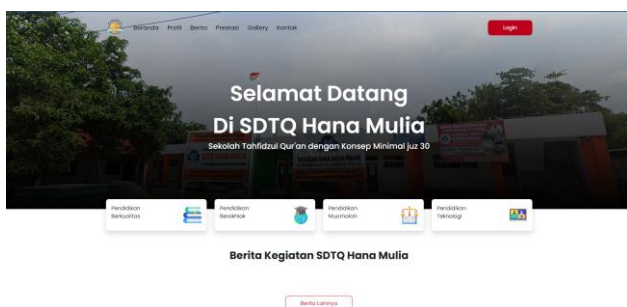 Beranda Profil Berita Prestasi Gallery Kontak
Login
Selamat Datang
Di SDTQ Hana Mulia
Sekolah Tahfidzul Qur'an dengan Konsep Minimal juz 30
Pendidikan
Berkualitas
Pendidikan
Berakhlak
Pendidikan
Muamalah
Pendidikan
Teknologi
Berita Kegiatan SDTQ Hana Mulia
Berita Lainnya